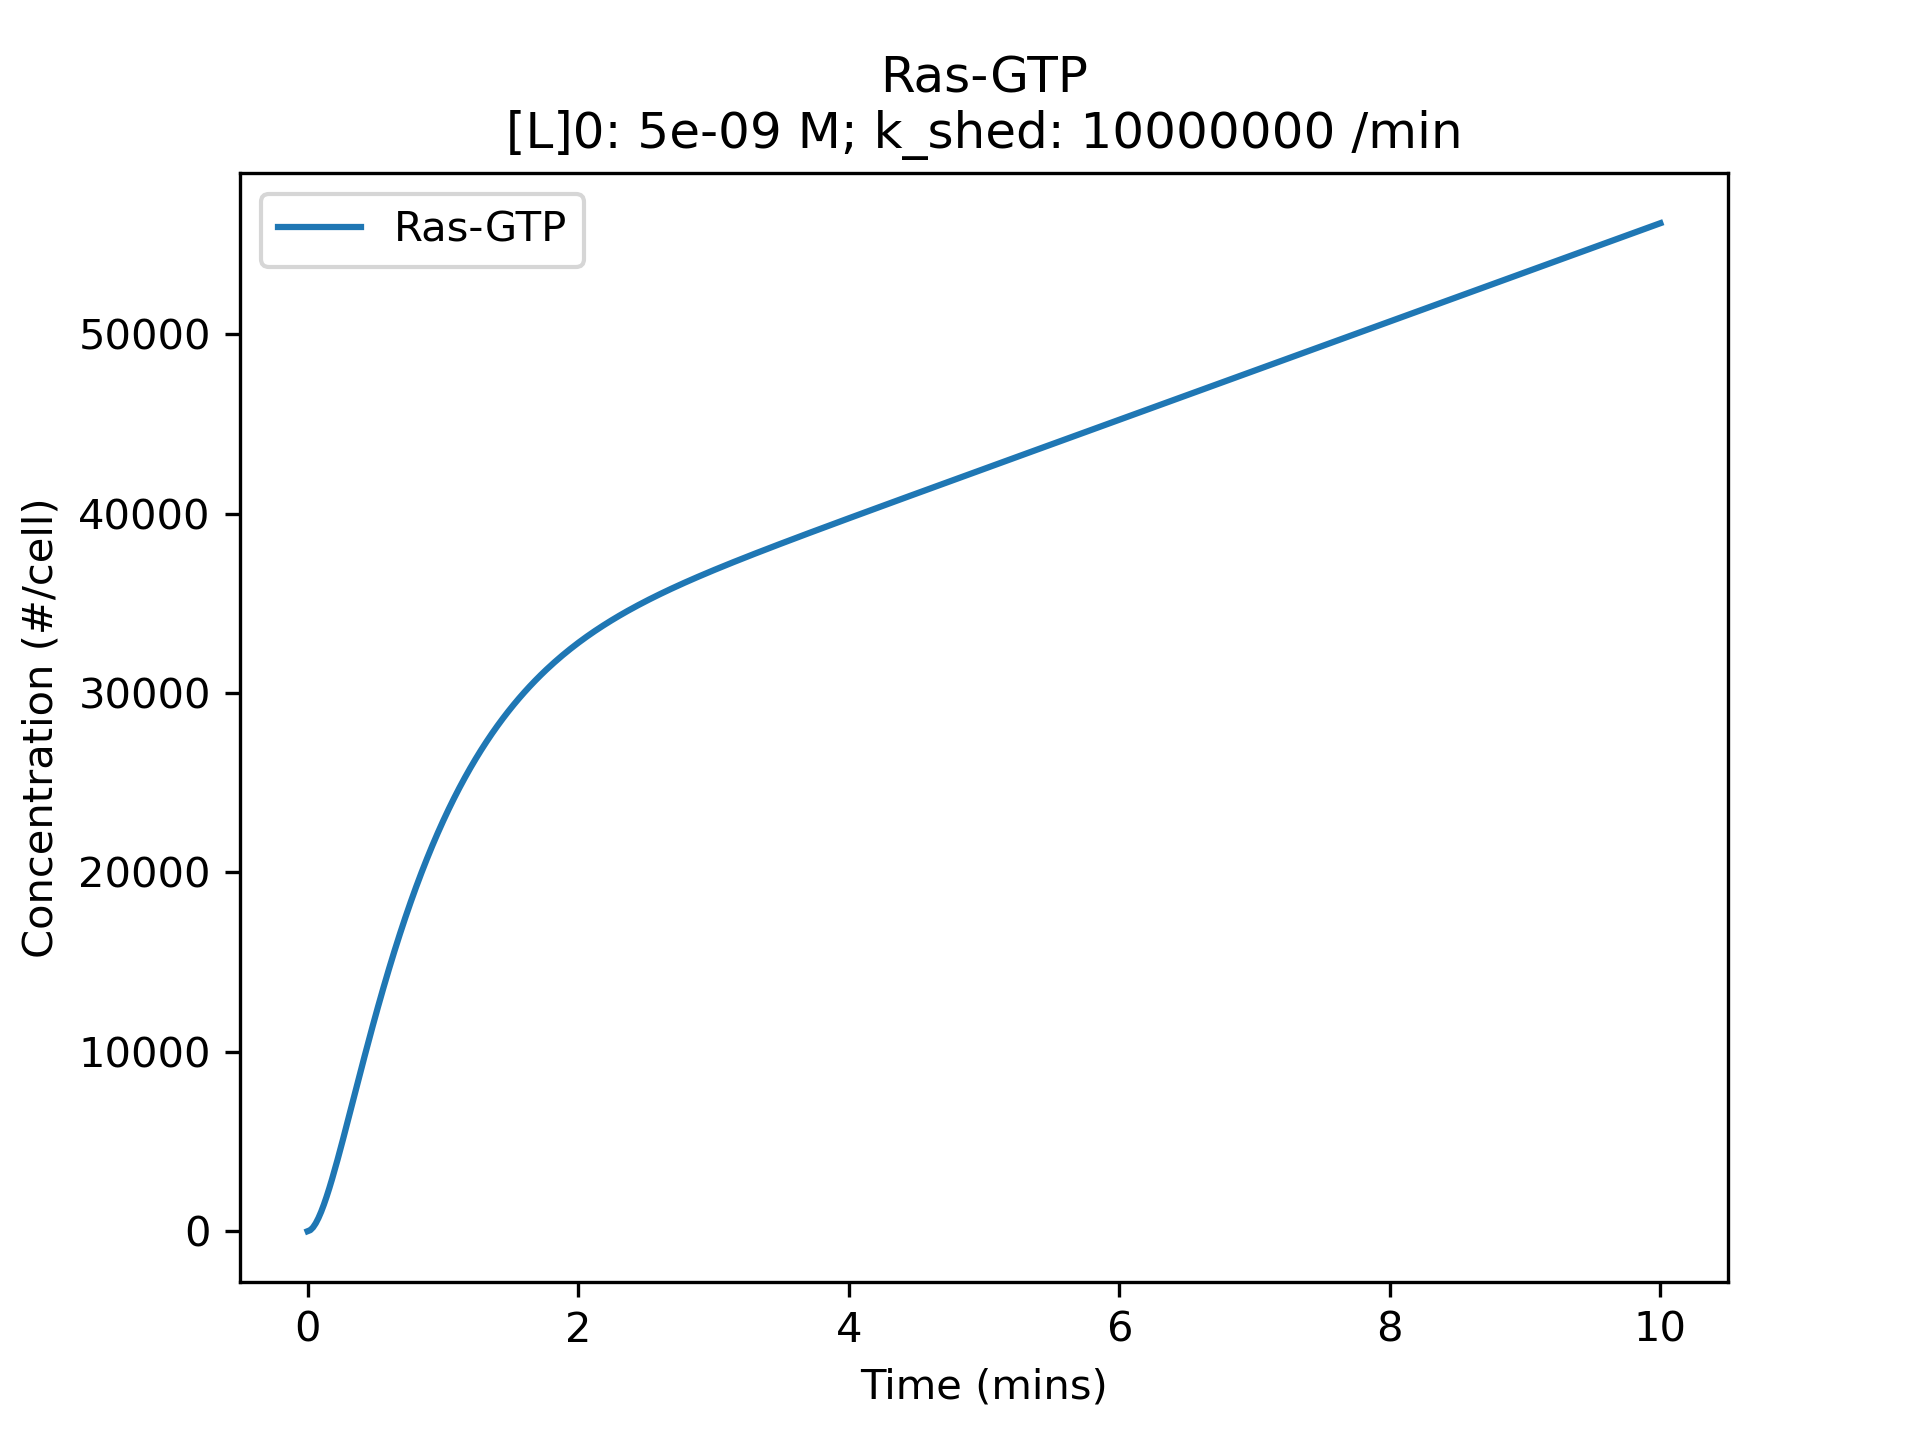 Ras-GTP
[L]0: 5e-09 M; k_shed: 10000000 /min
Ras-GTP
Concentration (#/cell)
50000
40000
30000
20000
10000
0
0 2 4 6 8 10
Time (mins)